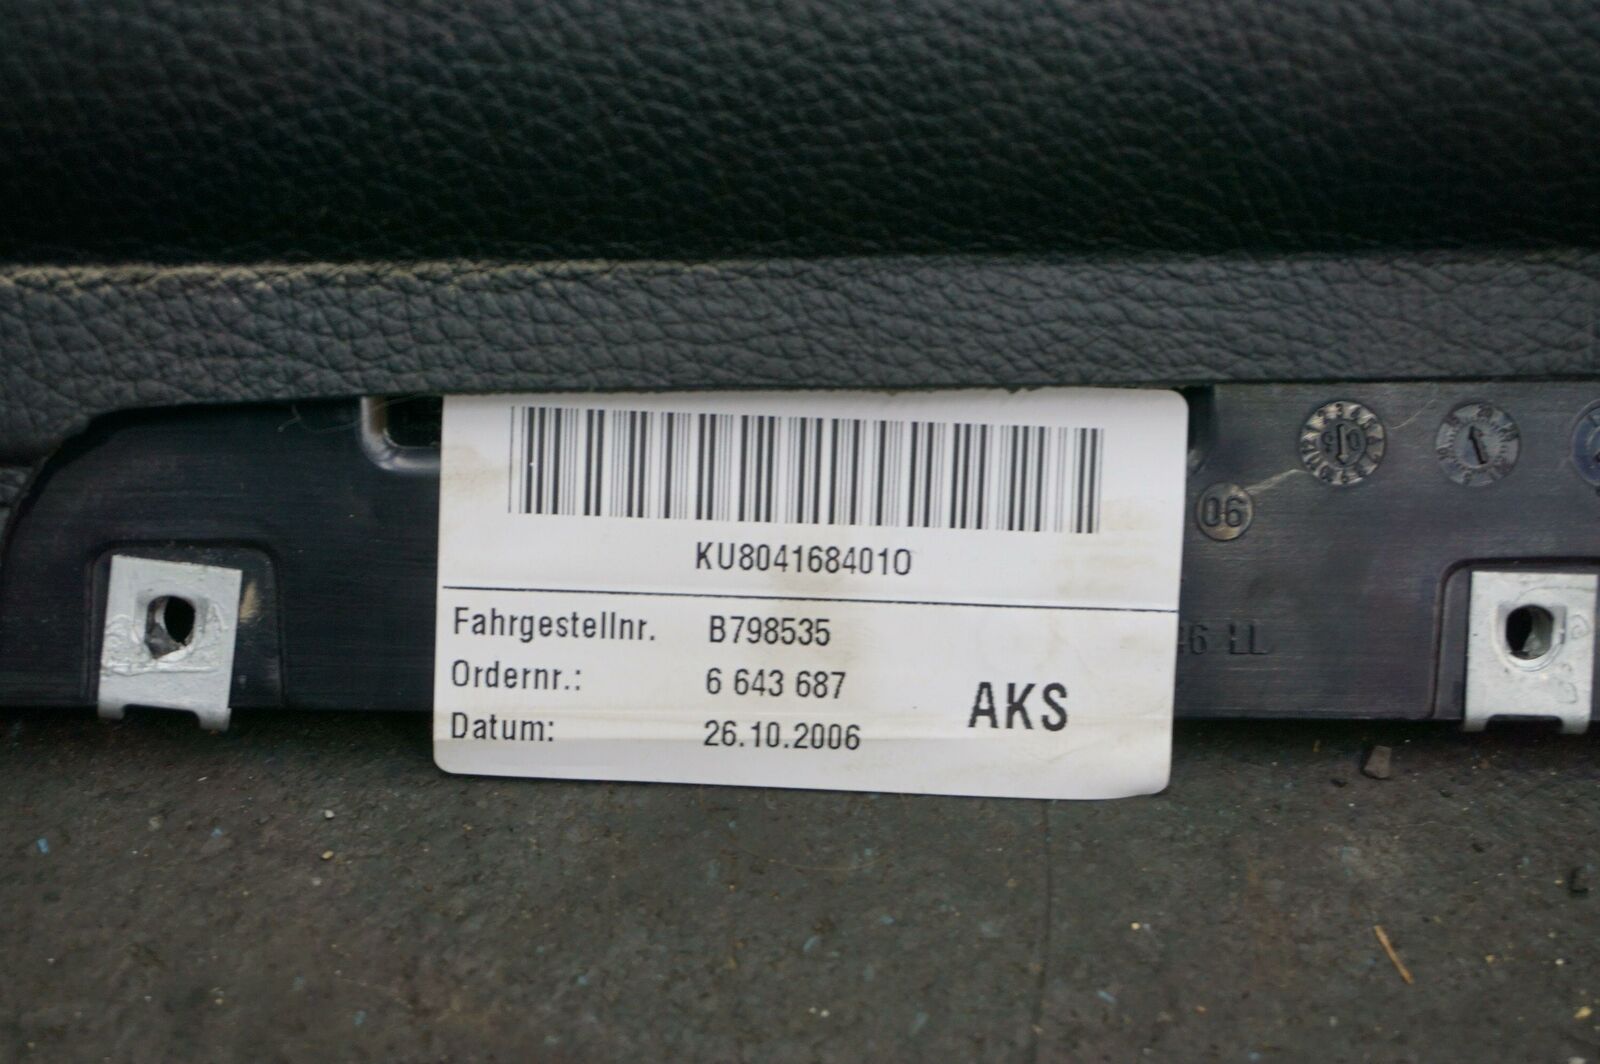 KU8041684010
Fahrgestellnr. B798535
Ordernr.: 6 643 687
AKS
Datum: 26.10.2006
06